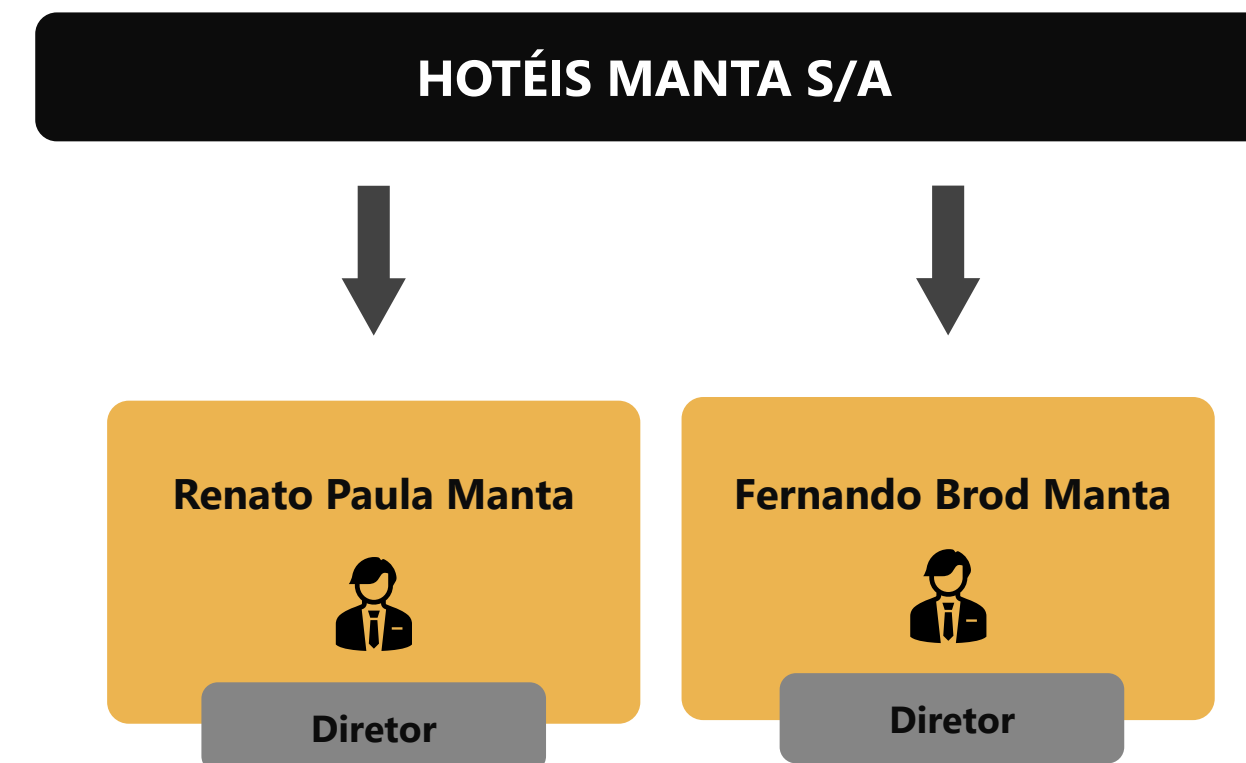 HOTÉIS MANTA S/A
Renato Paula Manta
Fernando Brod Manta
Diretor
Diretor